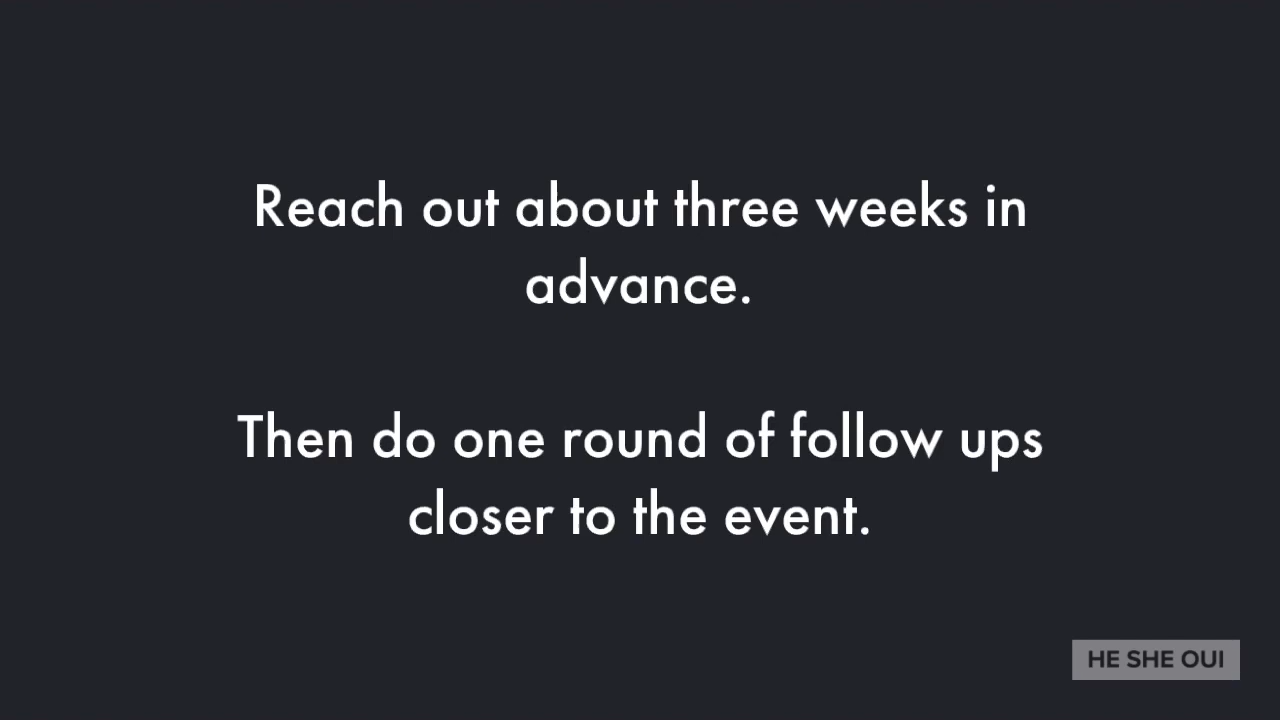 Reach out about three weeks in
advance.
Then do one round of follow ups
closer to the event.
HE SHE OUI